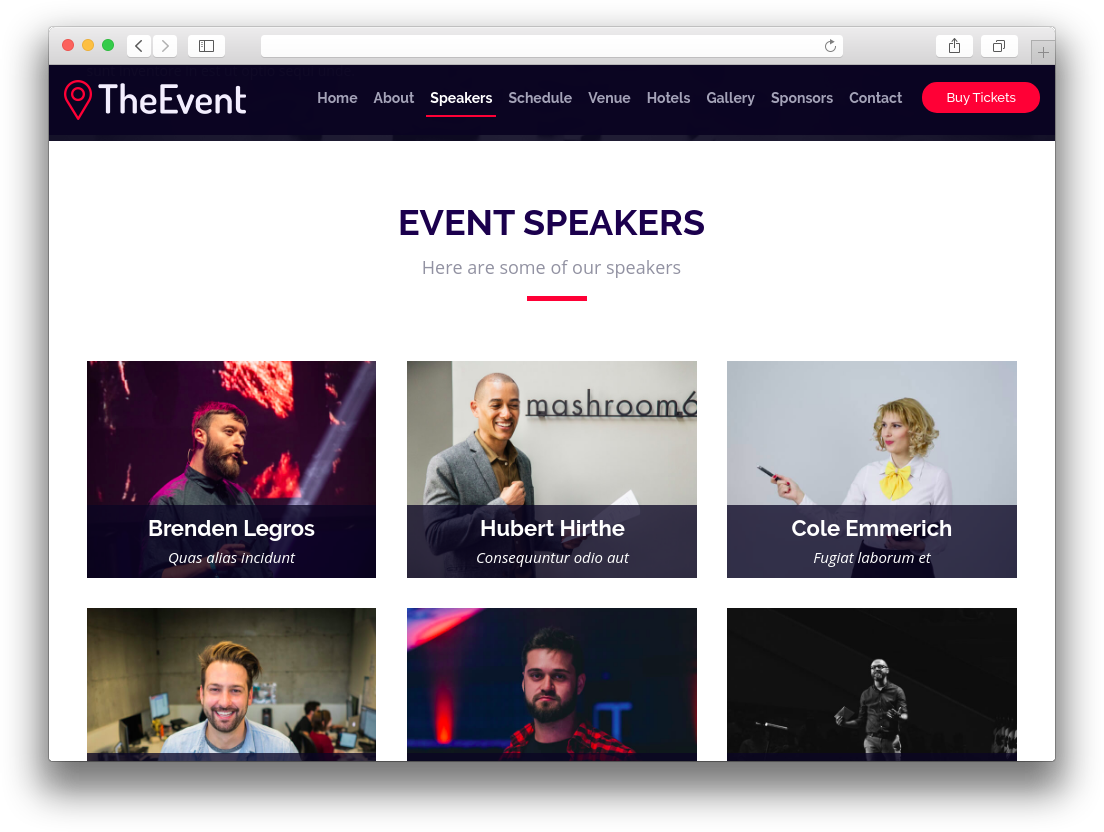 TheEvent
Home About Speakers Schedule Venue Hotels Gallery Sponsors Contact Buy Tickets
EVENT SPEAKERS
Here are some of our speakers
mashroom6
Brenden Legros
Quas alias incidunt
Hubert Hirthe
Consequuntur odio aut
Cole Emmerich
Fugiat laborum et